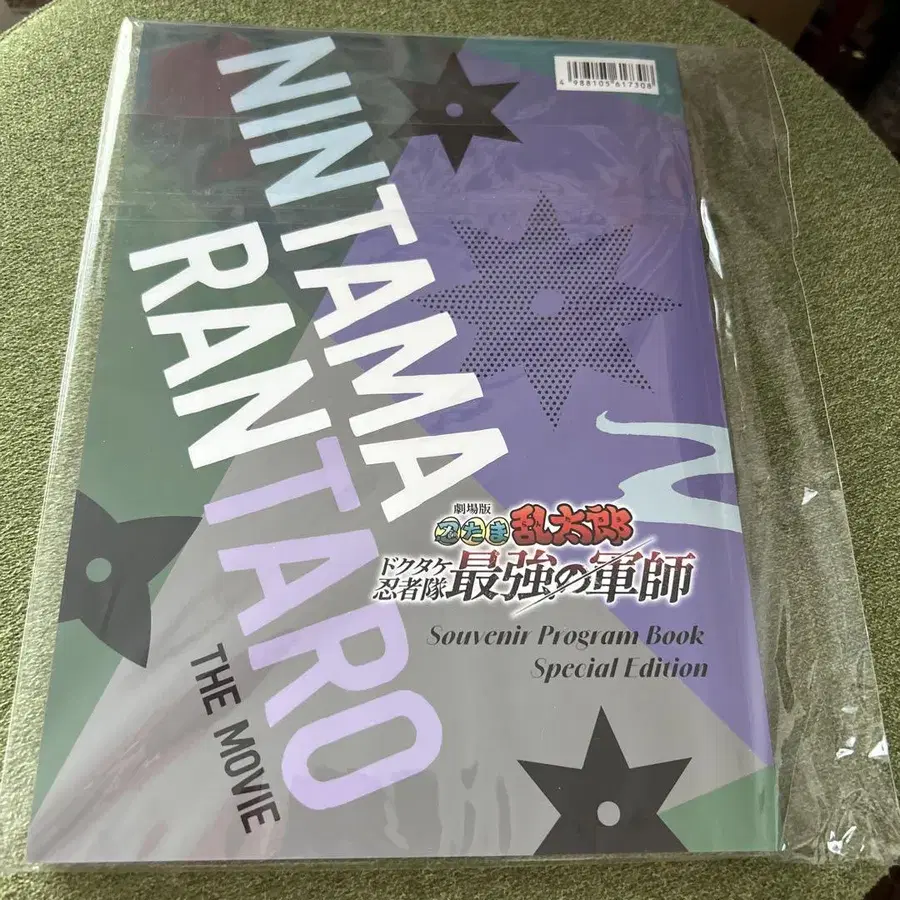 4 988105 617308
NINTAMA
RANTARO
THE MOVIE
劇場版
忍たま乱太郎
ドクタケ
忍者隊 最強の軍師
Souvenir Program Book
Special Edition